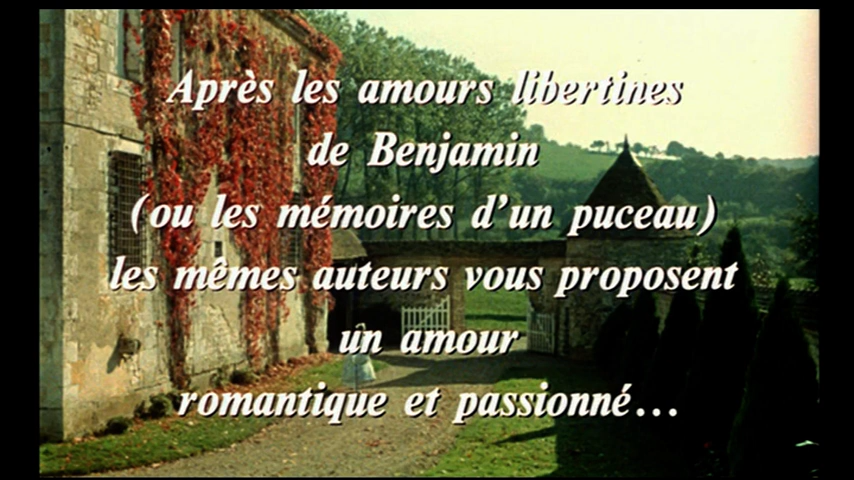 Après les amours libertines
de Benjamin
(ou les mémoires d'un puceau)
les mêmes auteurs vous proposent
un amour
romantique et passionné...